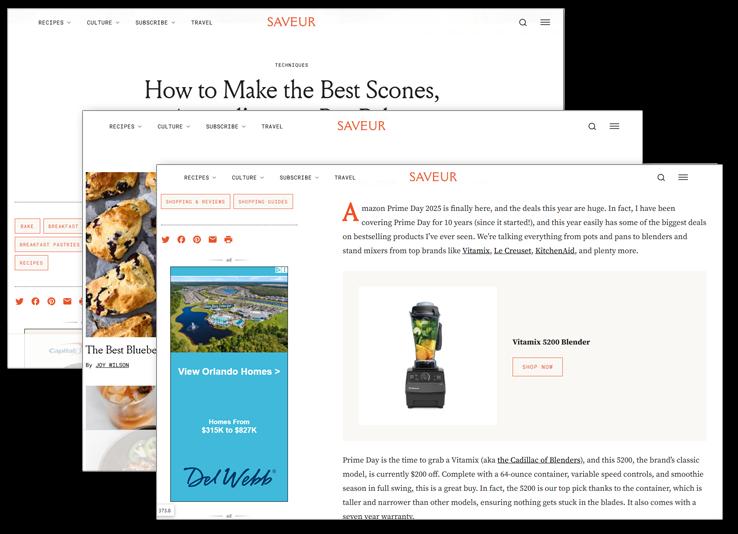 RECIPES CULTURE SUBSCRIBE TRAVEL SAVEUR
TECHNIQUES
How to Make the Best Scones,
BAKE BREAKFAST
BREAKFAST PASTRIES
RECIPES
Capital
RECIPES CULTURE SUBSCRIBE TRAVEL SAVEUR
The Best Bluebe
By JOY WILSON
RECIPES CULTURE SUBSCRIBE TRAVEL SAVEUR
SHOPPING & REVIEWS SHOPPING GUIDES
ad
View Orlando Homes >
Homes From
$315K to $827K
Del Webb®
373.6
ad
Amazon Prime Day 2025 is finally here, and the deals this year are huge. In fact, I have been
covering Prime Day for 10 years (since it started!), and this year easily has some of the biggest deals
on bestselling products I've ever seen. We're talking everything from pots and pans to blenders and
stand mixers from top brands like Vitamix, Le Creuset, KitchenAid, and plenty more.
Vitamix 5200 Blender
SHOP NOW
Prime Day is the time to grab a Vitamix (aka the Cadillac of Blenders), and this 5200, the brand's classic
model, is currently $200 off. Complete with a 64-ounce container, variable speed controls, and smoothie
season in full swing, this is a great buy. In fact, the 5200 is our top pick thanks to the container, which is
taller and narrower than other models, ensuring nothing gets stuck in the blades. It also comes with a
seven year warranty.